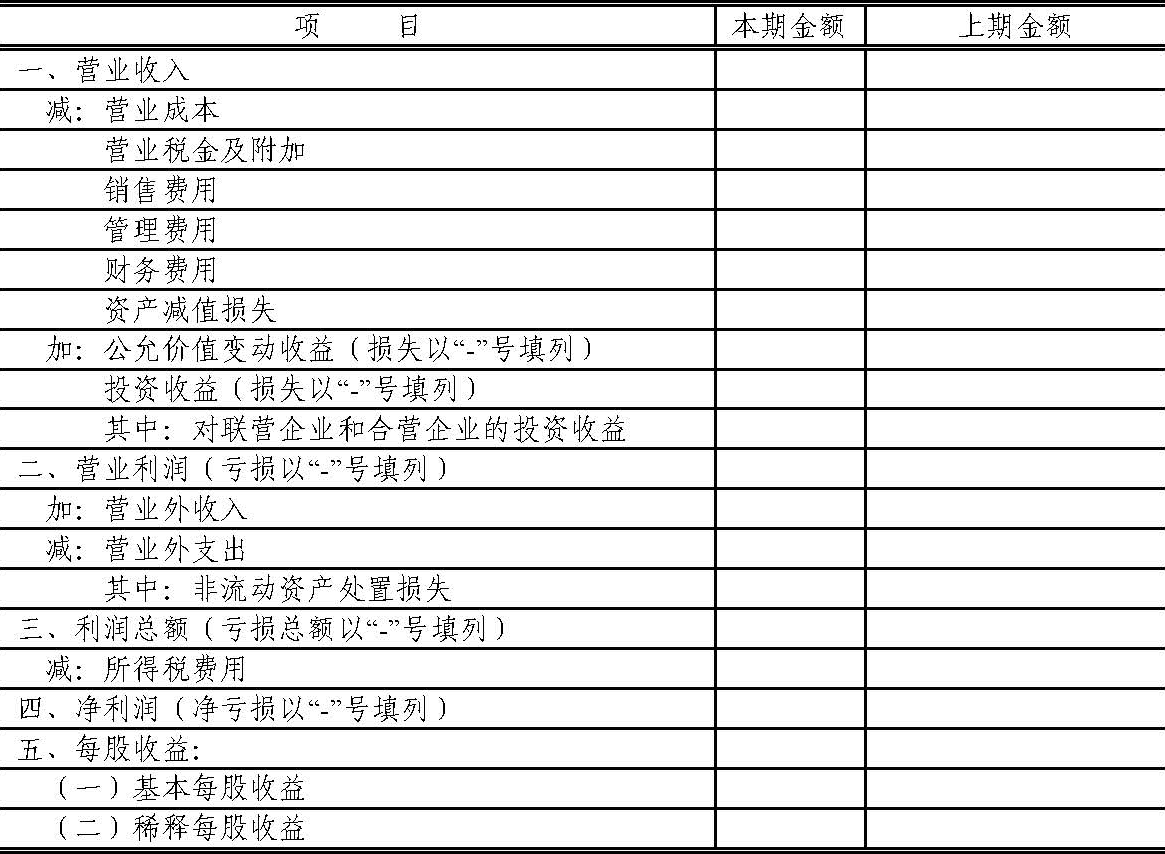 项 目 本期金额 上期金额
一、营业收入
减：营业成本
营业税金及附加
销售费用
管理费用
财务费用
资产减值损失
加：公允价值变动收益（损失以“-”号填列）
投资收益（损失以“-”号填列）
其中：对联营企业和合营企业的投资收益
二、营业利润（亏损以“-”号填列）
加：营业外收入
减：营业外支出
其中：非流动资产处置损失
三、利润总额（亏损总额以“-”号填列）
减：所得税费用
四、净利润（净亏损以“-”号填列）
五、每股收益：
（一）基本每股收益
（二）稀释每股收益